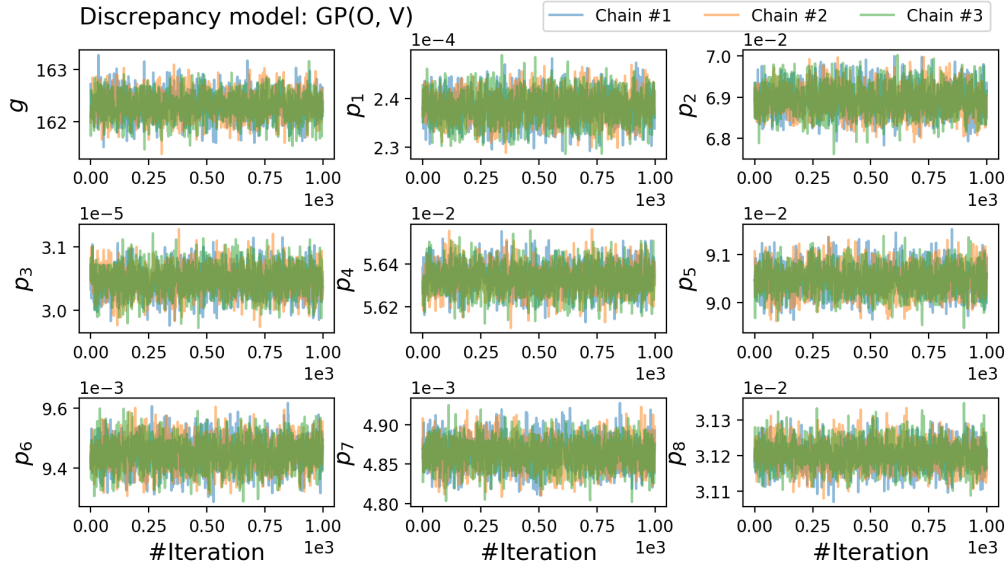 Discrepancy model: GP(O, V)
Chain #1 Chain #2 Chain #3
g
163
162
0.00 0.25 0.50 0.75 1.00
1e3
1e−4
p1
2.4
2.3
0.00 0.25 0.50 0.75 1.00
1e3
1e−2
p2
7.0
6.9
6.8
0.00 0.25 0.50 0.75 1.00
1e3
1e−5
p3
3.1
3.0
0.00 0.25 0.50 0.75 1.00
1e3
1e−2
p4
5.64
5.62
0.00 0.25 0.50 0.75 1.00
1e3
1e−2
p5
9.1
9.0
0.00 0.25 0.50 0.75 1.00
1e3
1e−3
p6
9.6
9.4
0.00 0.25 0.50 0.75 1.00
#Iteration 1e3
1e−3
p7
4.90
4.85
4.80
0.00 0.25 0.50 0.75 1.00
#Iteration 1e3
1e−2
p8
3.13
3.12
3.11
0.00 0.25 0.50 0.75 1.00
#Iteration 1e3